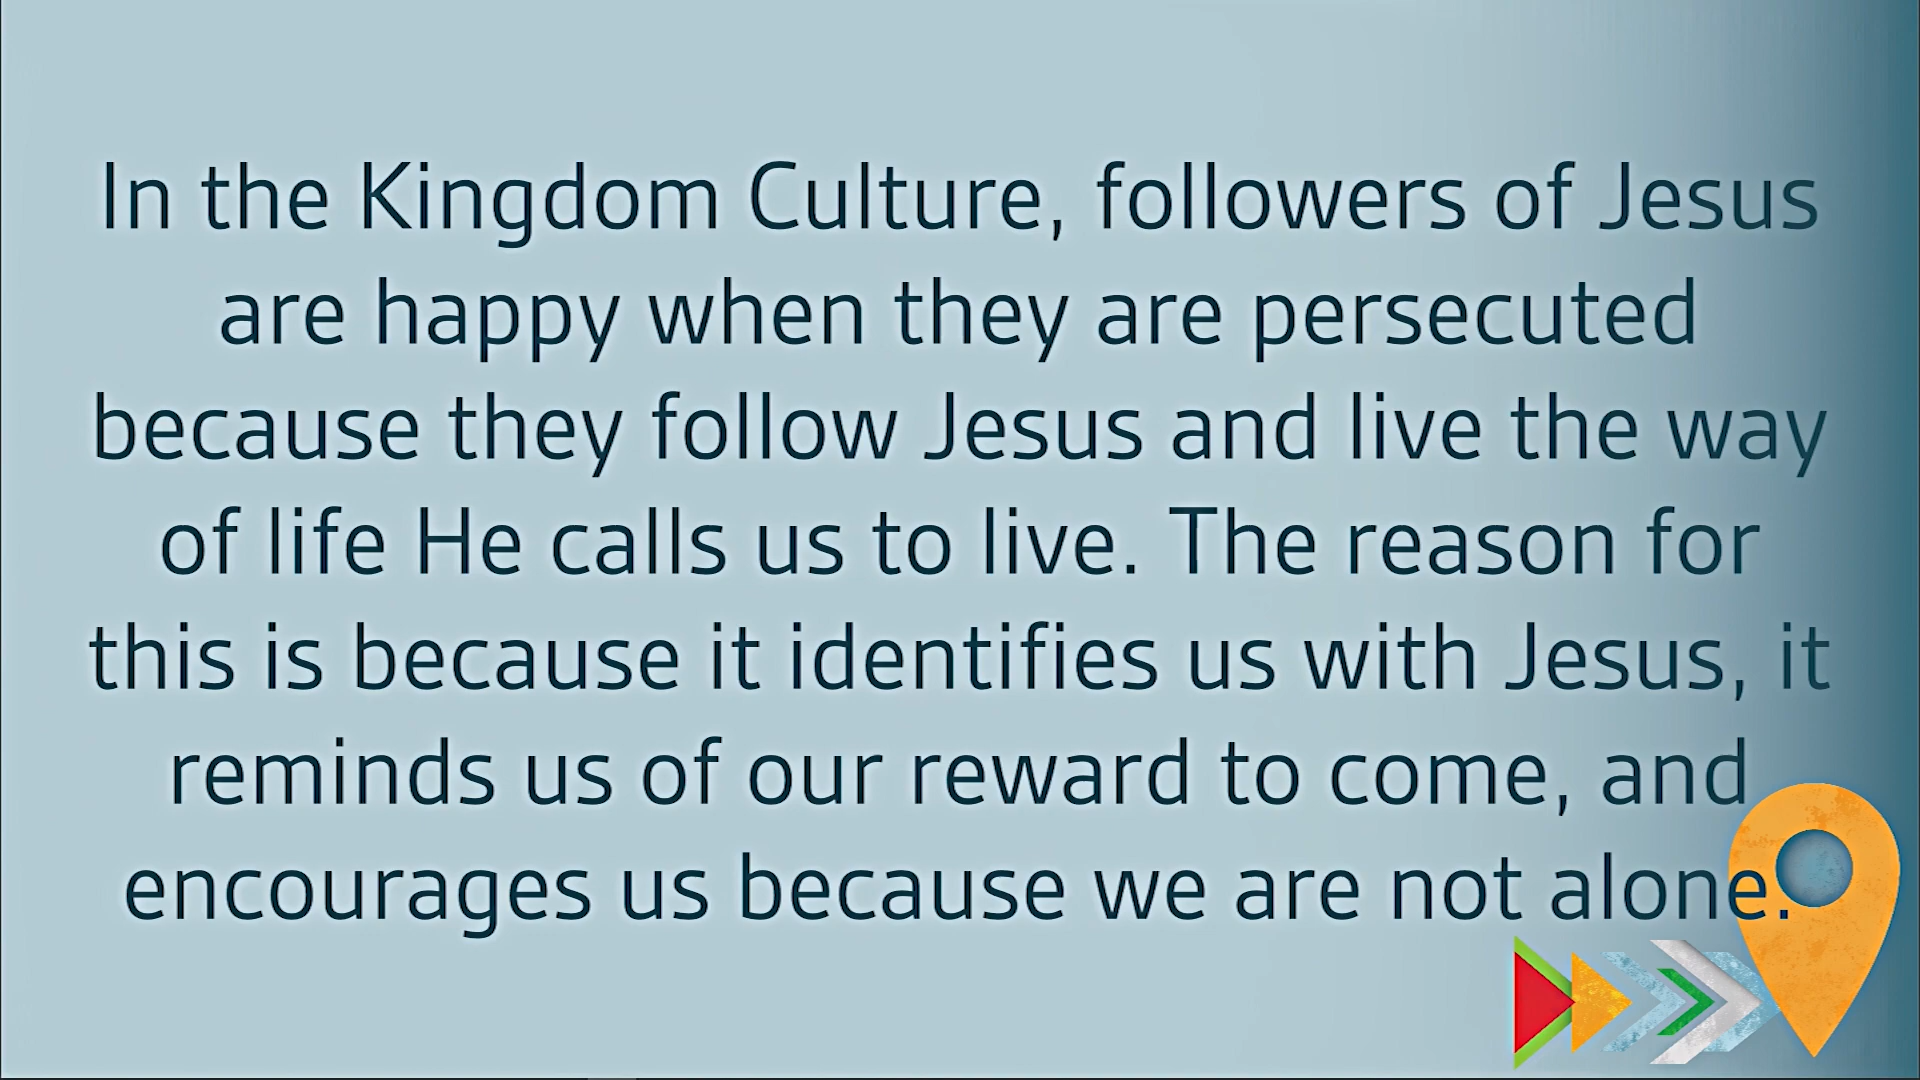 In the Kingdom Culture, followers of Jesus
are happy when they are persecuted
because they follow Jesus and live the way
of life He calls us to live. The reason for
this is because it identifies us with Jesus, it
reminds us of our reward to come, and
encourages us because we are not alone.